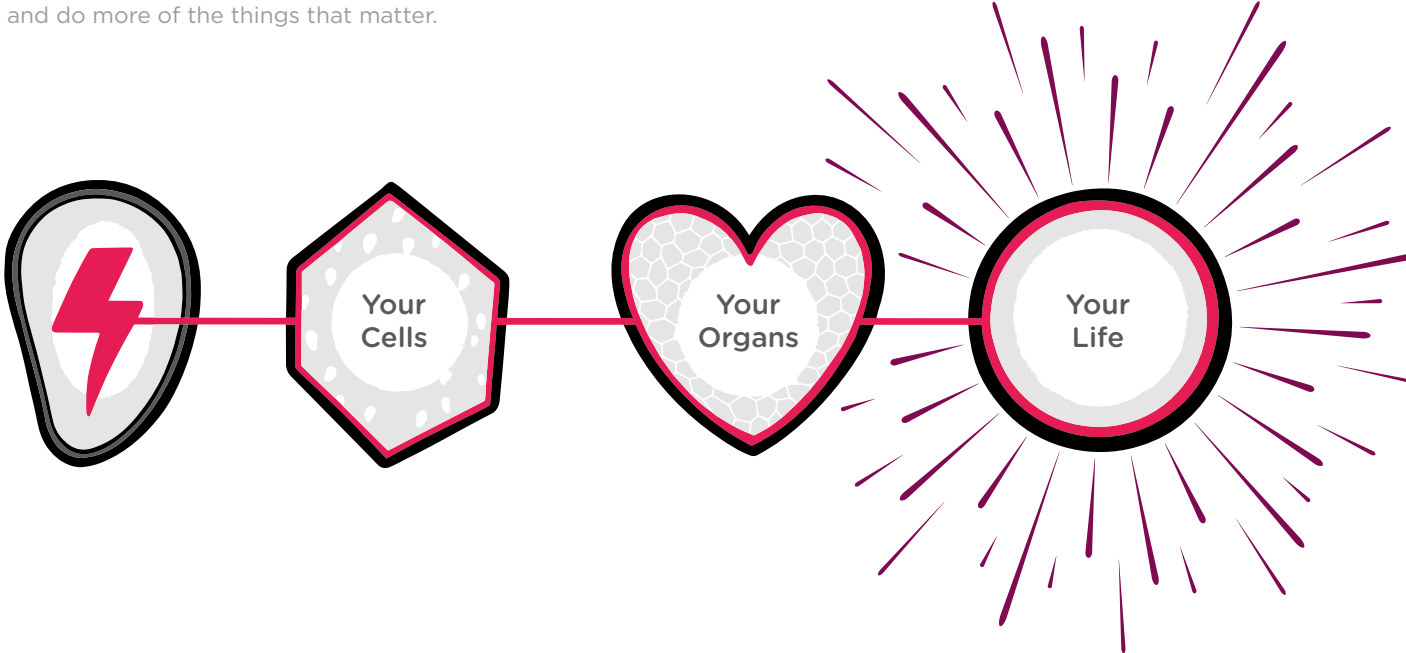 and do more of the things that matter.
Your
Cells
Your
Organs
Your
Life